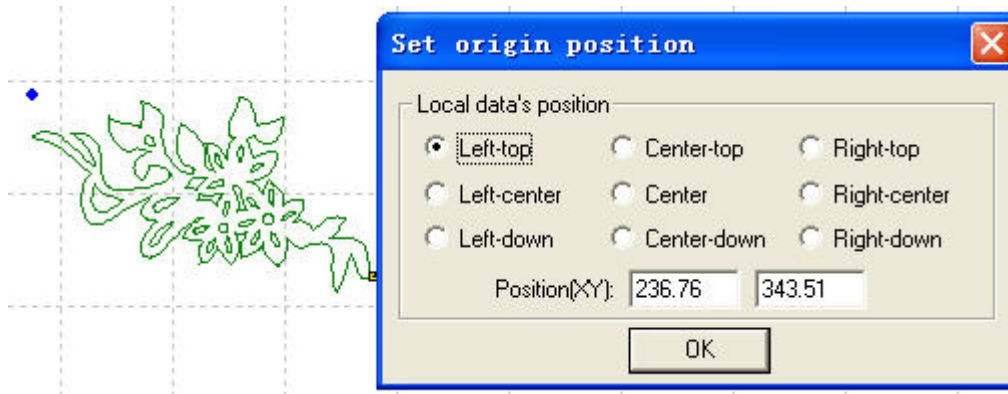 Set origin position
Local data's position
Left-top Center-top Right-top
Left-center Center Right-center
Left-down Center-down Right-down
Position(XY): 236.76 343.51
OK